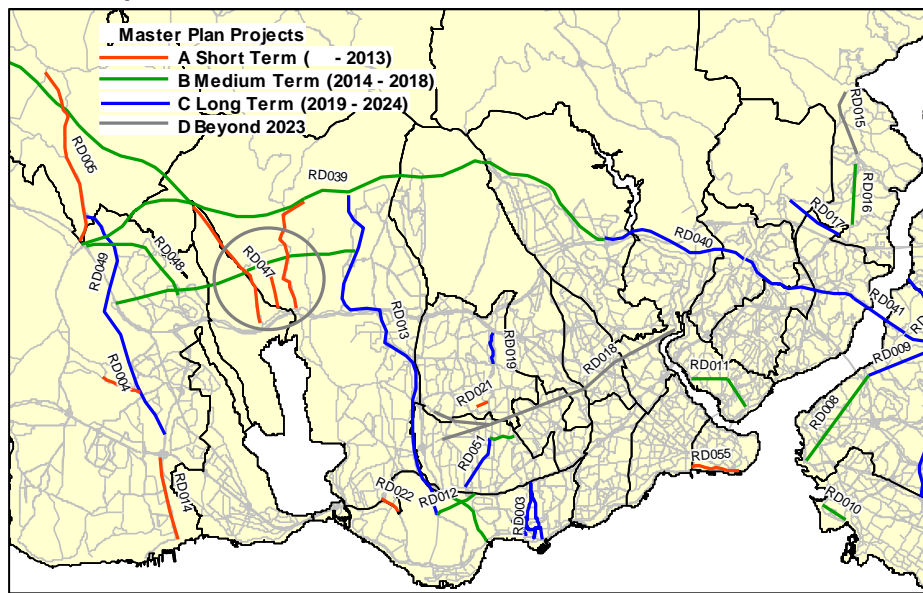 Master Plan Projects
A Short Term ( - 2013)
B Medium Term (2014 - 2018)
C Long Term (2019 - 2024)
D Beyond 2023
RD015
RD005
RD039
RD016
RD017
RD040
RD048
RD047
RD049
RD041
RD013
RD009
RD019
RD018
RD011
RD004
RD021
RD008
RD051
RD055
RD022
RD012
RD003
RD014
RD010